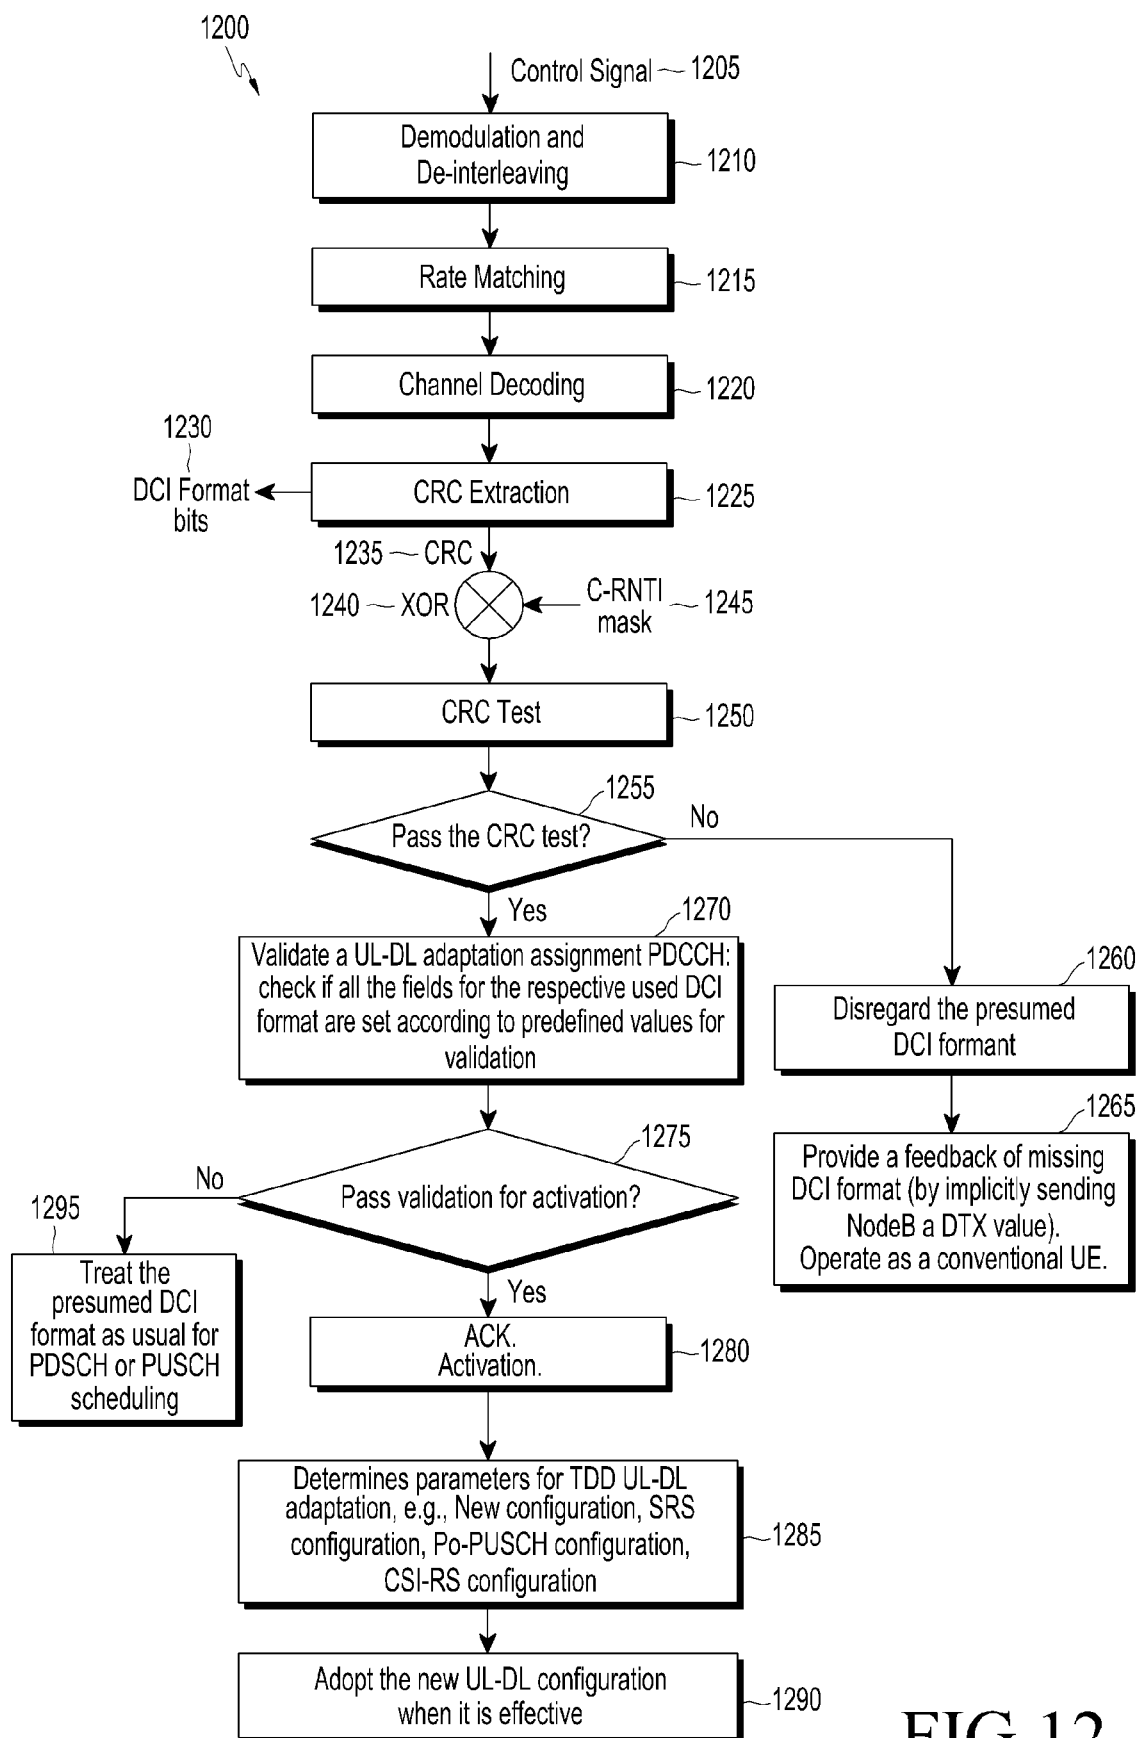 1200
Control Signal 1205
Demodulation and
De-interleaving
1210
Rate Matching
1215
Channel Decoding
1220
1230
DCI Format
bits
CRC Extraction
1225
1235 CRC
1240 XOR
C-RNTI
mask
1245
CRC Test
1250
1255
Pass the CRC test?
No
Yes
1270
Validate a UL-DL adaptation assignment PDCCH:
check if all the fields for the respective used DCI
format are set according to predefined values for
validation
1260
Disregard the presumed
DCI formant
1265
Provide a feedback of missing
DCI format (by implicitly sending
NodeB a DTX value).
Operate as a conventional UE.
1275
Pass validation for activation?
No
1295
Treat the
presumed DCI
format as usual for
PDSCH or PUSCH
scheduling
Yes
ACK.
Activation.
1280
Determines parameters for TDD UL-DL
adaptation, e.g., New configuration, SRS
configuration, Po-PUSCH configuration,
CSI-RS configuration
1285
Adopt the new UL-DL configuration
when it is effective
1290
FIG.12